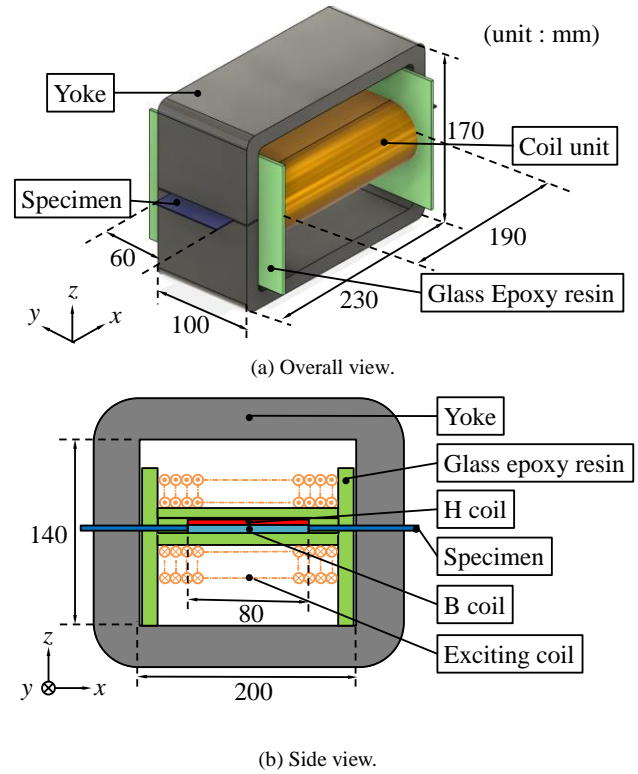 (unit : mm)
Yoke
170
Coil unit
Specimen
190
60
230
Glass Epoxy resin
100
z
y
x
(a) Overall view.
Yoke
Glass epoxy resin
H coil
140
Specimen
B coil
80
Exciting coil
z
y
x
200
(b) Side view.